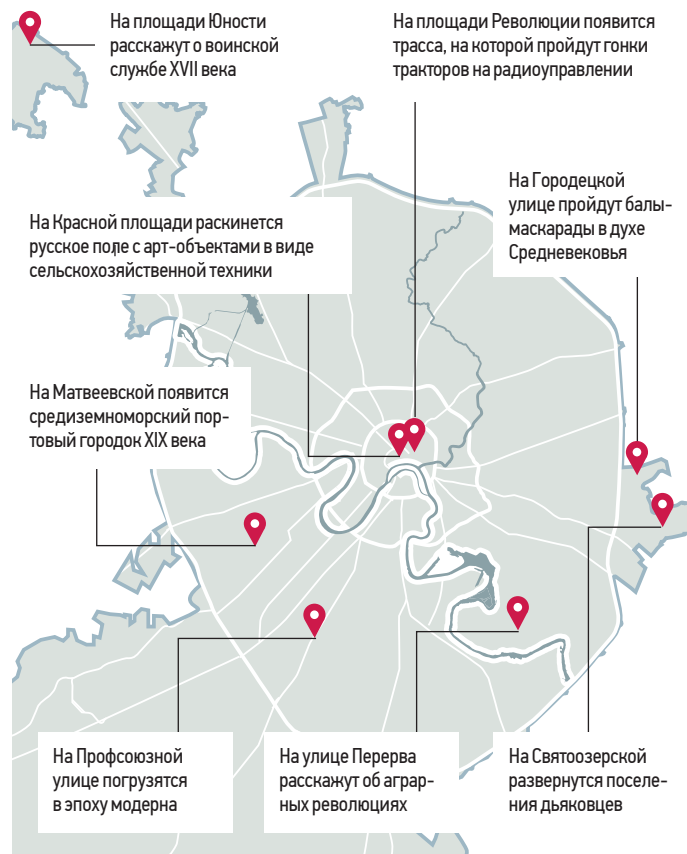 На площади Юности
расскажут о воинской
службе XVII века
На площади Революции появится
трасса, на которой пройдут гонки
тракторов на радиоуправлении
На Городецкой
улице пройдут балы-
маскарады в духе
Средневековья
На Красной площади раскинется
русское поле с арт-объектами в виде
сельскохозяйственной техники
На Матвеевской появится
средиземноморский пор-
товый городок XIX века
На Профсоюзной
улице погрузятся
в эпоху модерна
На улице Перерва
расскажут об аграр-
ных революциях
На Святоозерской
развернутся поселе-
ния дьяковцев